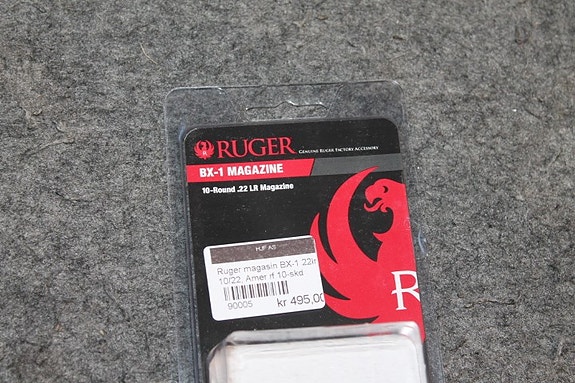 RUGER GENUINE RUGER FACTORY ACCESSORY
BX-1 MAGAZINE
10-Round .22 LR Magazine
HJF AS
Ruger magasin BX-1 22lr
10/22, Amer rf 10-skd
90005
kr 495,00
R